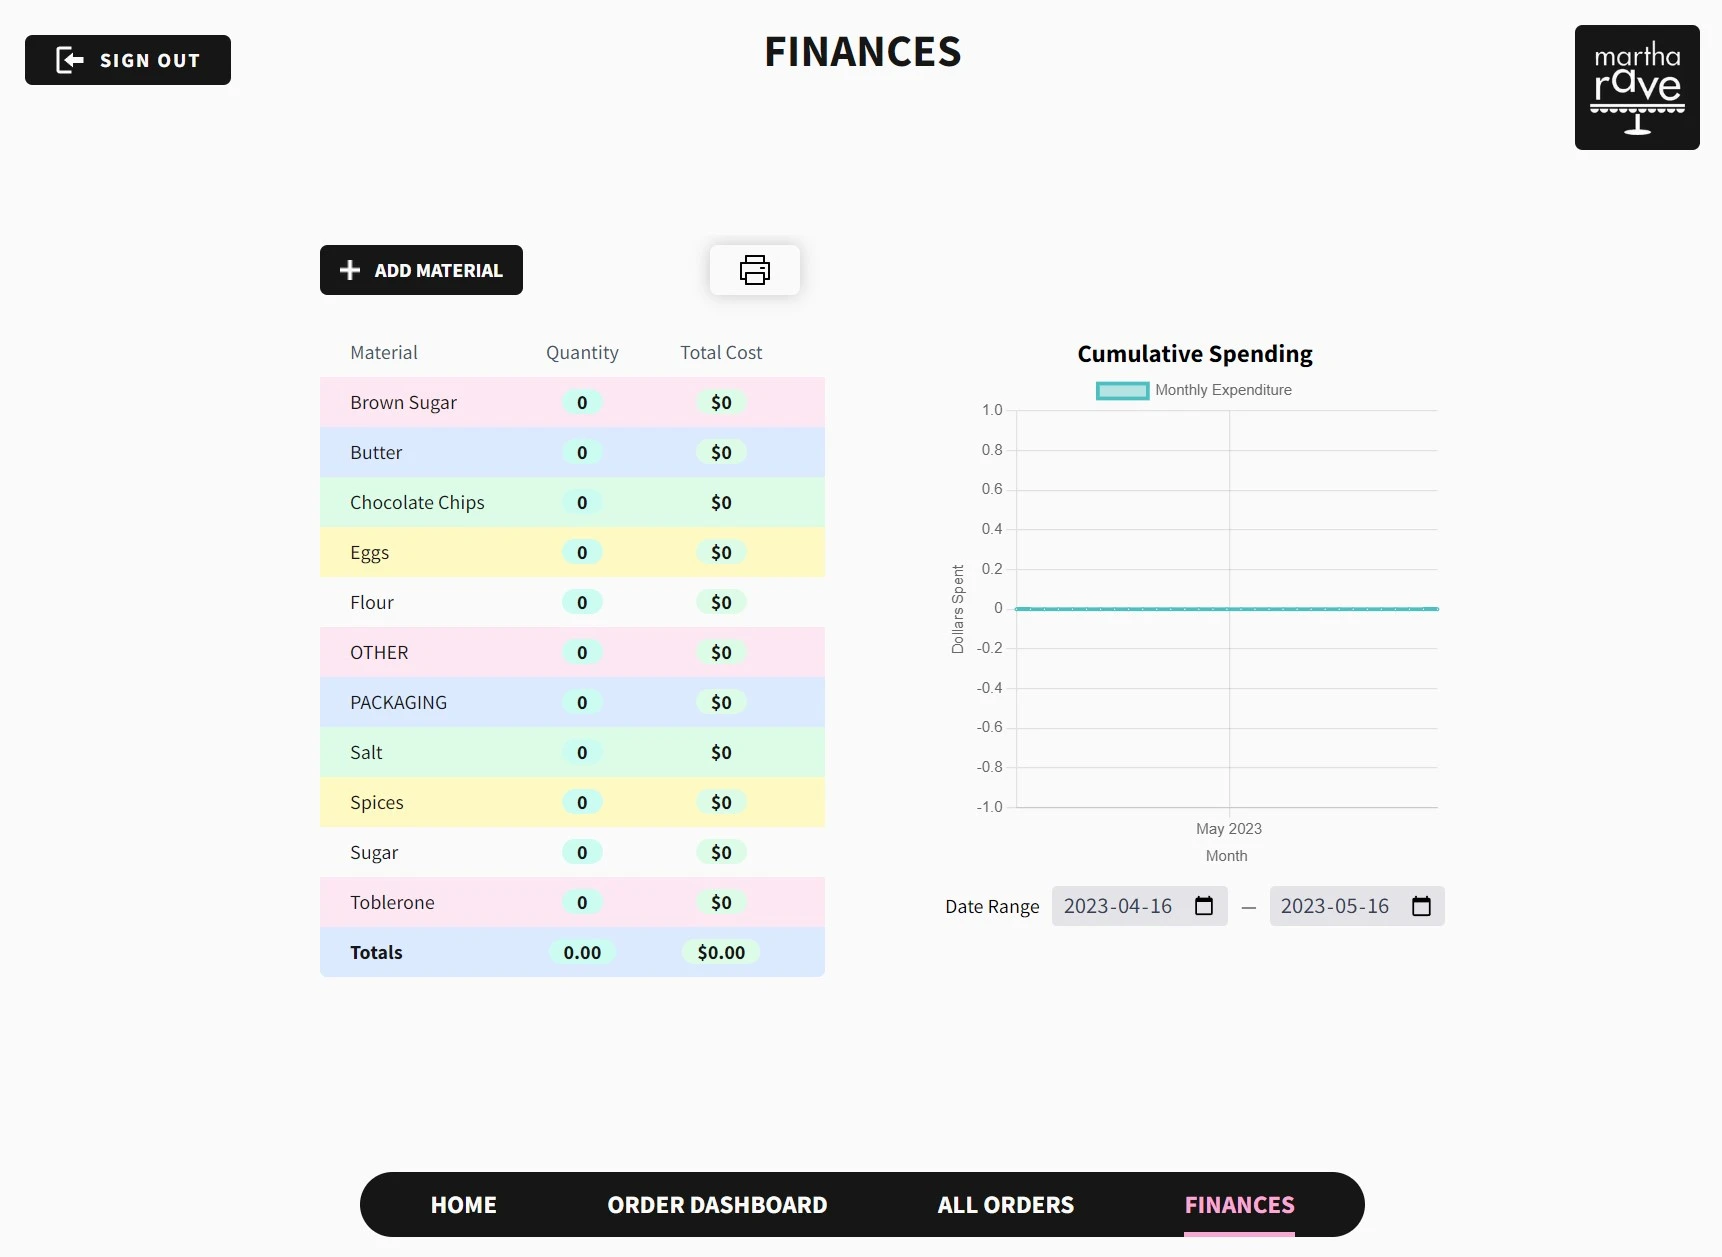 SIGN OUT
FINANCES
martha
rave
ADD MATERIAL
Material Quantity Total Cost
Brown Sugar 0 $0
Butter 0 $0
Chocolate Chips 0 $0
Eggs 0 $0
Flour 0 $0
OTHER 0 $0
PACKAGING 0 $0
Salt 0 $0
Spices 0 $0
Sugar 0 $0
Toblerone 0 $0
Totals 0.00 $0.00
Cumulative Spending
Monthly Expenditure
1.0
0.8
0.6
0.4
0.2
0
-0.2
-0.4
-0.6
-0.8
-1.0
Dollars Spent
May 2023
Month
Date Range 2023-04-16 — 2023-05-16
HOME ORDER DASHBOARD ALL ORDERS FINANCES